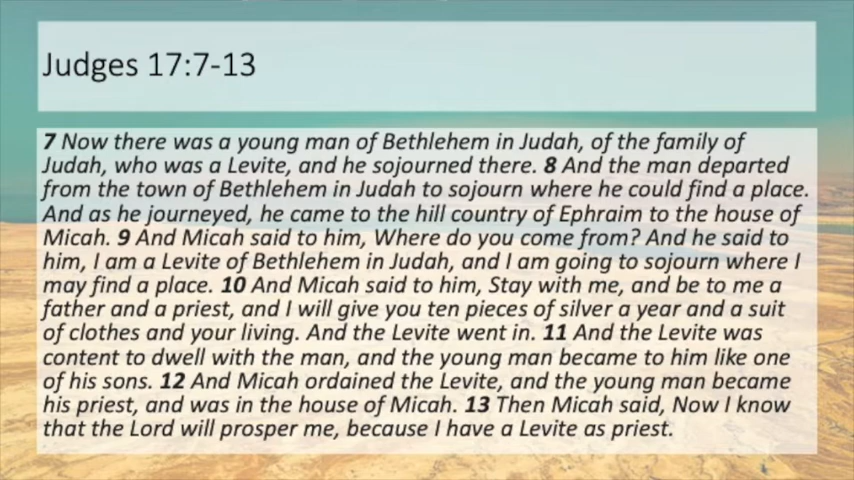 Judges 17:7-13
7 Now there was a young man of Bethlehem in Judah, of the family of
Judah, who was a Levite, and he sojourned there. 8 And the man departed
from the town of Bethlehem in Judah to sojourn where he could find a place.
And as he journeyed, he came to the hill country of Ephraim to the house of
Micah. 9 And Micah said to him, Where do you come from? And he said to
him, I am a Levite of Bethlehem in Judah, and I am going to sojourn where I
may find a place. 10 And Micah said to him, Stay with me, and be to me a
father and a priest, and I will give you ten pieces of silver a year and a suit
of clothes and your living. And the Levite went in. 11 And the Levite was
content to dwell with the man, and the young man became to him like one
of his sons. 12 And Micah ordained the Levite, and the young man became
his priest, and was in the house of Micah. 13 Then Micah said, Now I know
that the Lord will prosper me, because I have a Levite as priest.